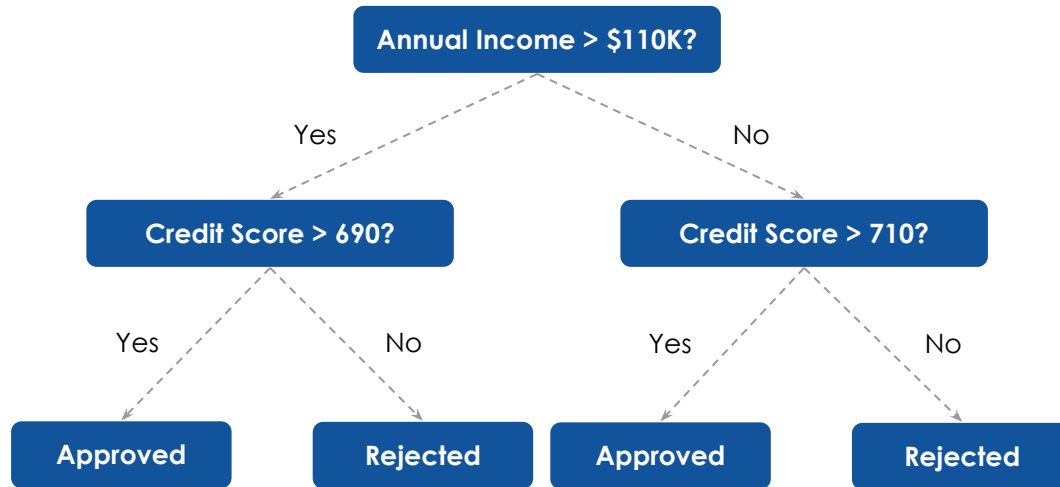 Annual Income > $110K?
Yes
No
Credit Score > 690?
Credit Score > 710?
Yes
No
Yes
No
Approved
Rejected
Approved
Rejected